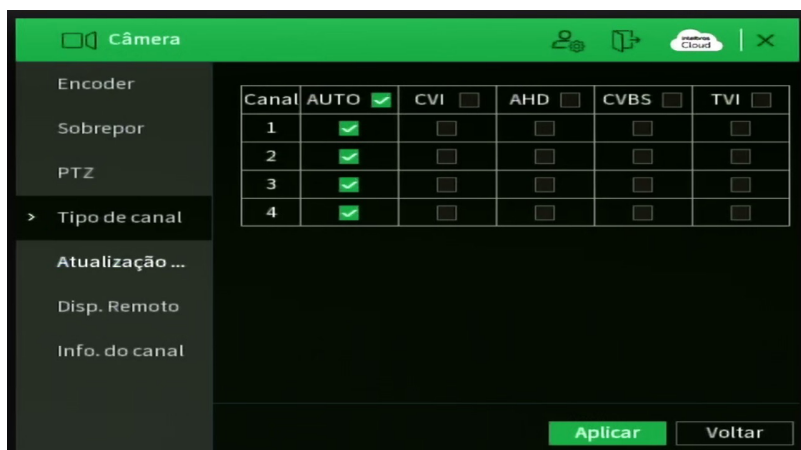 Câmera
intelbras Cloud
Encoder
Sobrepor
PTZ
> Tipo de canal
Atualização ...
Disp. Remoto
Info. do canal
Canal AUTO CVI AHD CVBS TVI
1
2
3
4
Aplicar Voltar